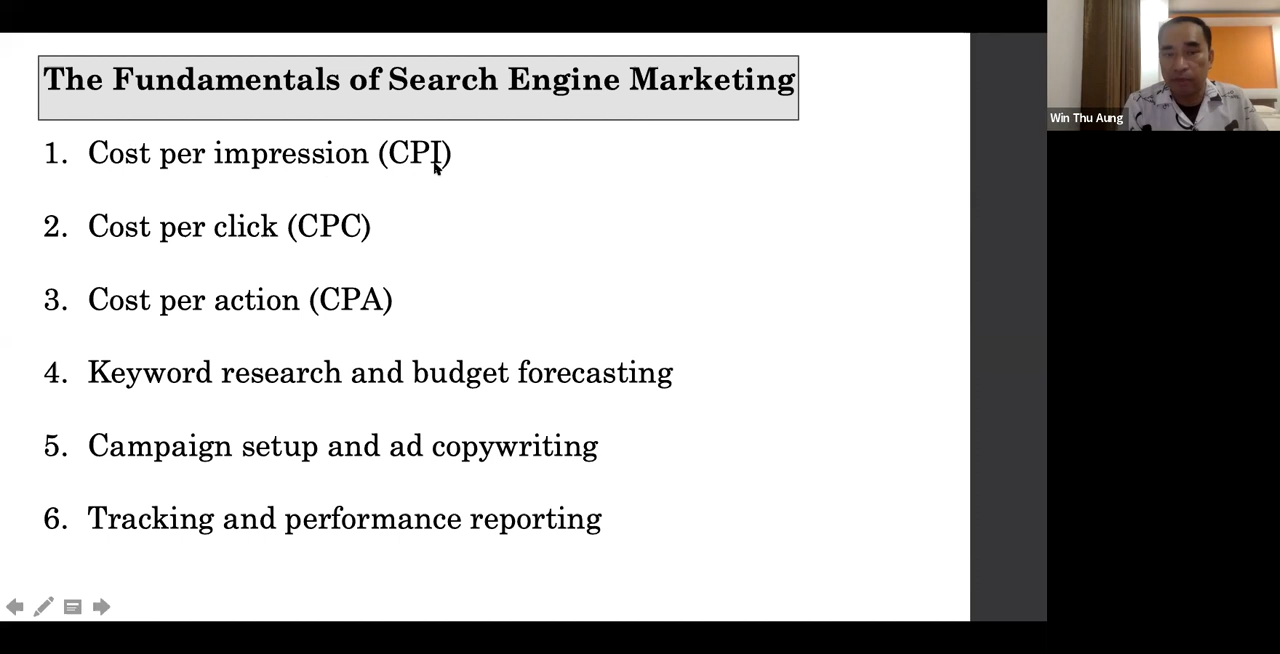 The Fundamentals of Search Engine Marketing
1. Cost per impression (CPI)
2. Cost per click (CPC)
3. Cost per action (CPA)
4. Keyword research and budget forecasting
5. Campaign setup and ad copywriting
6. Tracking and performance reporting
Win Thu Aung